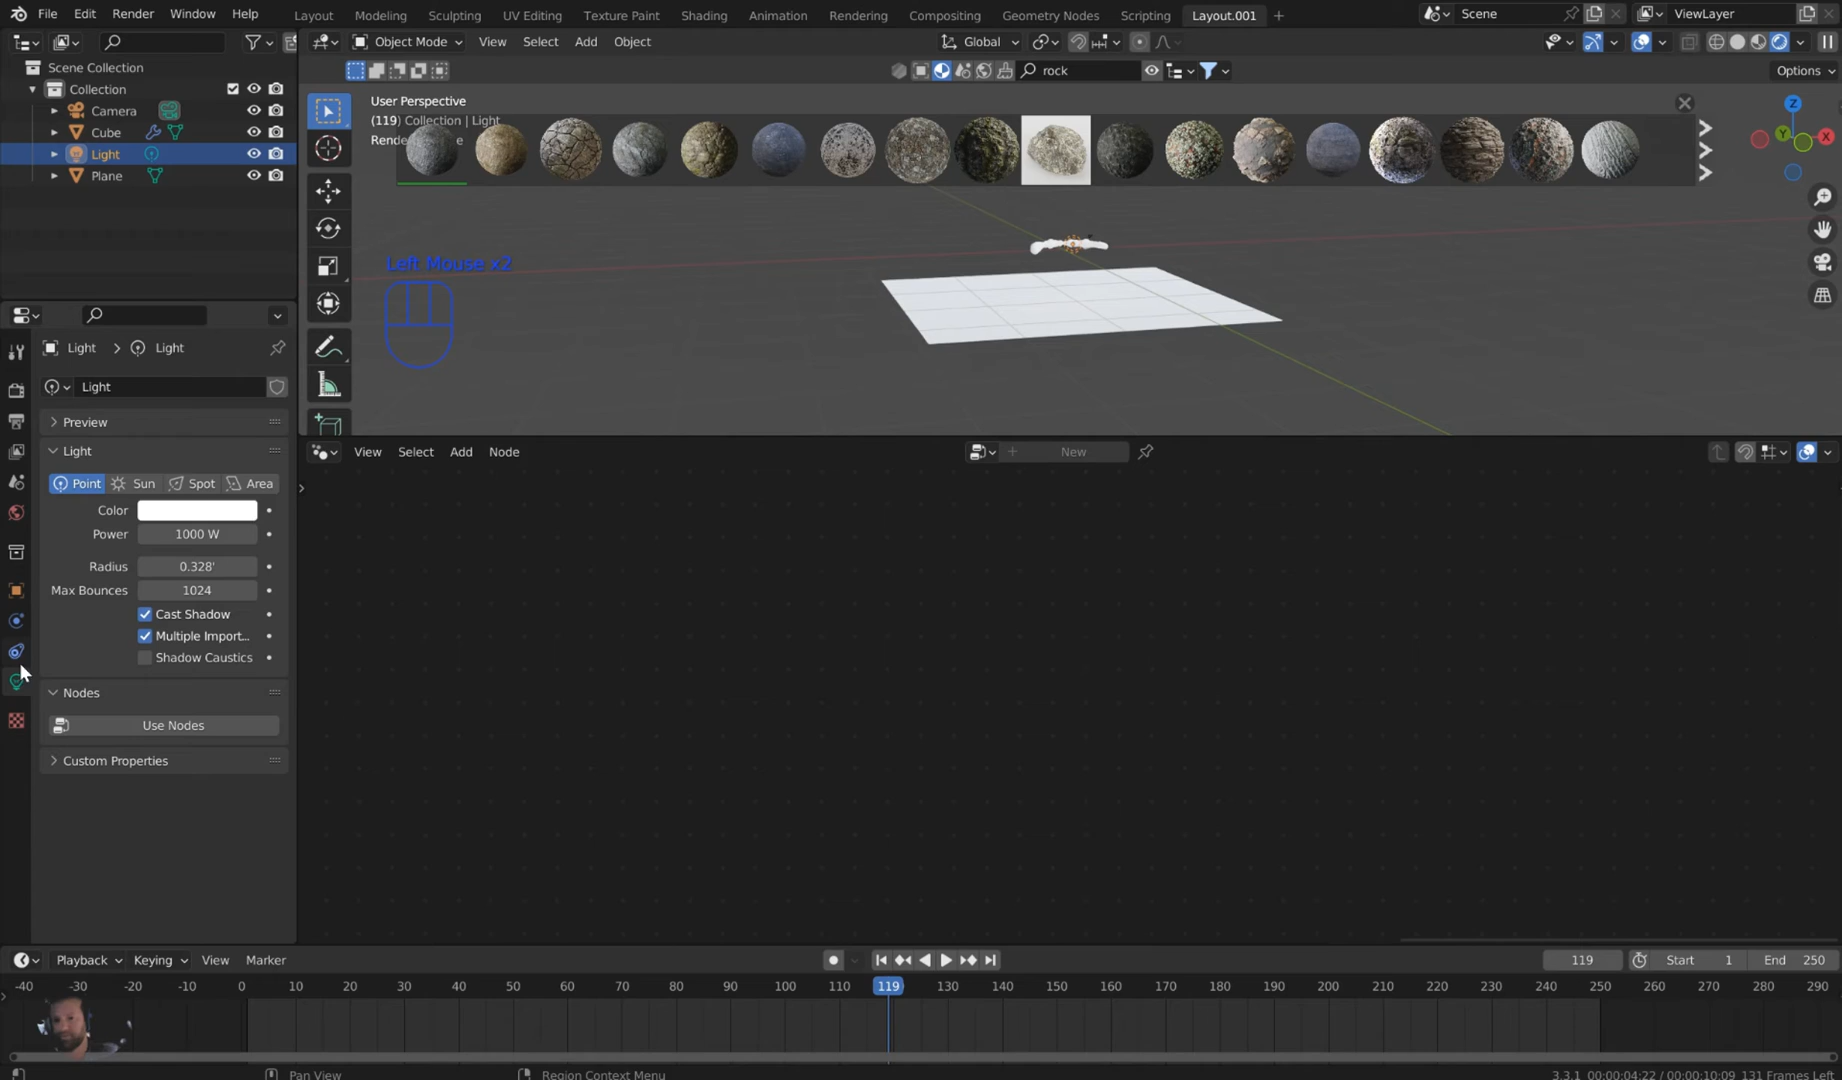 File Edit Render Window Help Layout Modeling Sculpting UV Editing Texture Paint Shading Animation Rendering Compositing Geometry Nodes Scripting Layout.001 Scene ViewLayer
Object Mode View Select Add Object Global
Scene Collection
rock Options
Collection
User Perspective
Camera
(119) Collection | Light
Cube
Rende
e
Light
Plane
Left Mouse x2
Light Light
Light
Preview
Light
View Select Add Node New
Point Sun Spot Area
Color
Power 1000 W
Radius 0.328'
Max Bounces 1024
Cast Shadow
Multiple Import...
Shadow Caustics
Nodes
Use Nodes
Custom Properties
Playback Keying View Marker 119 Start 1 End 250
-40 -30 -20 -10 0 10 20 30 40 50 60 70 80 90 100 110 119 130 140 150 160 170 180 190 200 210 220 230 240 250 260 270 280 290
Pan View Region Context Menu 3.3.1 00:00:04:22 / 00:00:10:09 131 Frames Left
X
Y
Z